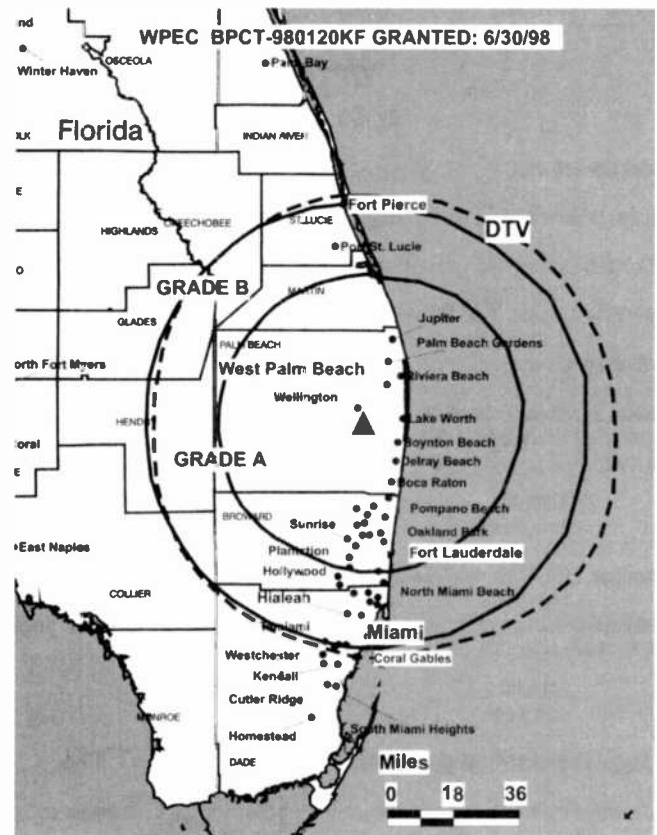 WPEC BPCT-980120KF GRANTED: 6/30/98
Winter Haven
OSCEOLA
Palm Bay
Florida
INDIAN RIVER
Fort Pierce
HIGHLANDS
ST. LUCIE
DTV
Port St. Lucie
GRADE B
MARTIN
GLADES
Jupiter
PALM BEACH
Palm Beach Gardens
North Fort Myers
West Palm Beach
Riviera Beach
Wellington
Lake Worth
Boynton Beach
GRADE A
Delray Beach
Boca Raton
BROWARD
Pompano Beach
Sunrise
Oakland Park
East Naples
Plantation
Fort Lauderdale
Hollywood
COLLIER
Hialeah
North Miami Beach
Miami
Westchester
Coral Gables
Kendall
Cutler Ridge
MONROE
South Miami Heights
Homestead
DADE
Miles
0 18 36